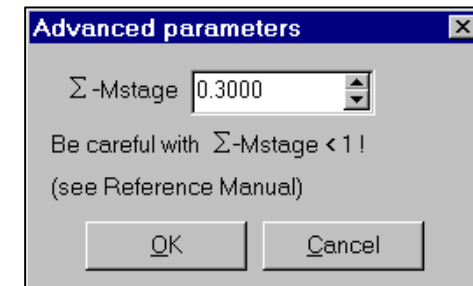 Advanced parameters
Σ-Mstage 0.3000
Be careful with Σ-Mstage < 1 !
(see Reference Manual)
OK Cancel